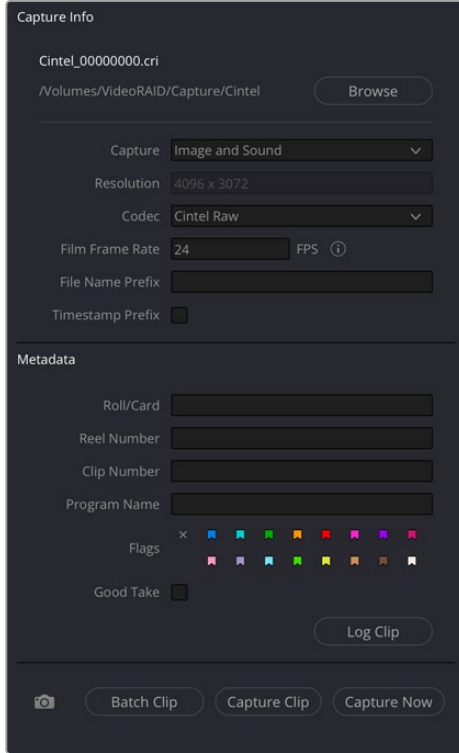 Capture Info
Cintel_00000000.cri
/Volumes/VideoRAID/Capture/Cintel Browse
Capture Image and Sound
Resolution 4096 x 3072
Codec Cintel Raw
Film Frame Rate 24 FPS
File Name Prefix
Timestamp Prefix
Metadata
Roll/Card
Reel Number
Clip Number
Program Name
Flags
Good Take
Log Clip
Batch Clip Capture Clip Capture Now